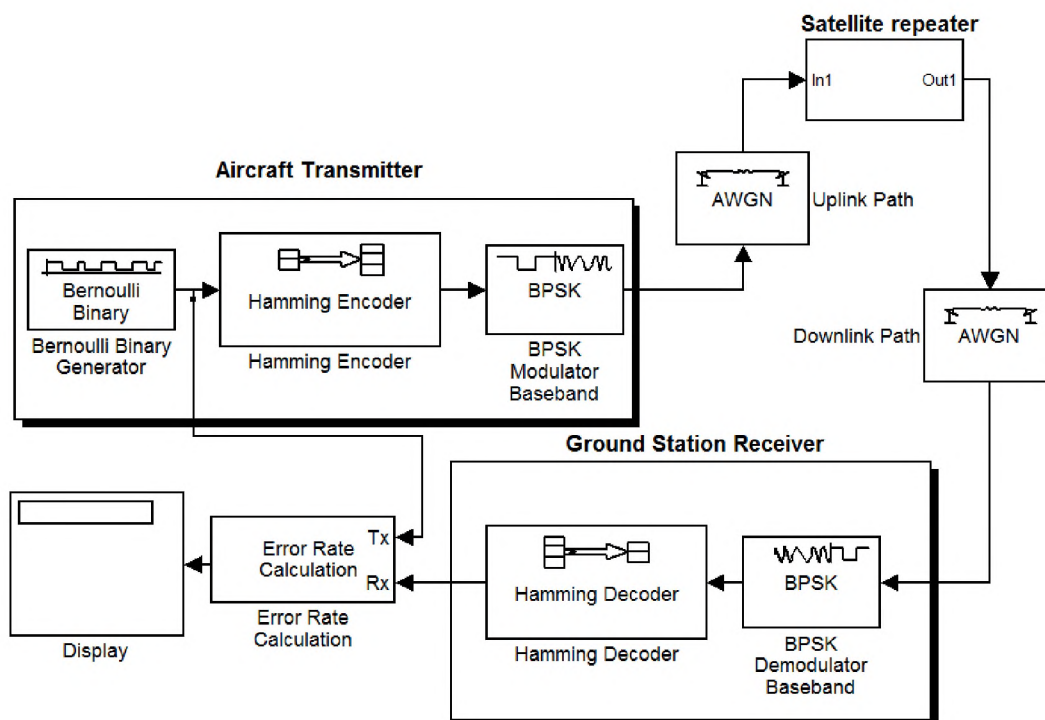 Satellite repeater
In1
Out1
Aircraft Transmitter
AWGN
Uplink Path
Bernoulli
Binary
Bernoulli Binary
Generator
Hamming Encoder
Hamming Encoder
BPSK
BPSK
Modulator
Baseband
Downlink Path
AWGN
Ground Station Receiver
Tx
Rx
Error Rate
Calculation
Error Rate
Calculation
Display
Hamming Decoder
Hamming Decoder
BPSK
BPSK
Demodulator
Baseband